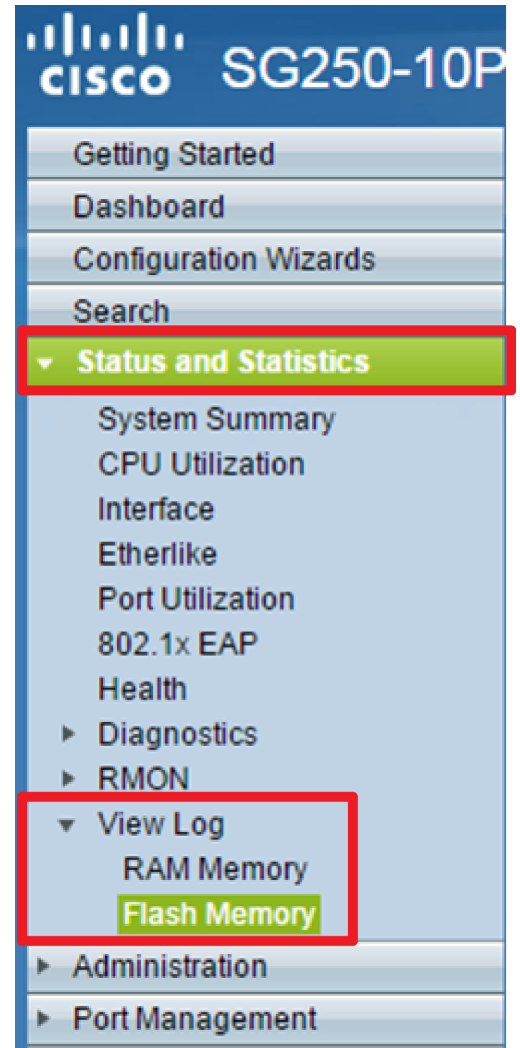 CISCO SG250-10P
Getting Started
Dashboard
Configuration Wizards
Search
Status and Statistics
System Summary
CPU Utilization
Interface
Etherlike
Port Utilization
802.1x EAP
Health
Diagnostics
RMON
View Log
RAM Memory
Flash Memory
Administration
Port Management